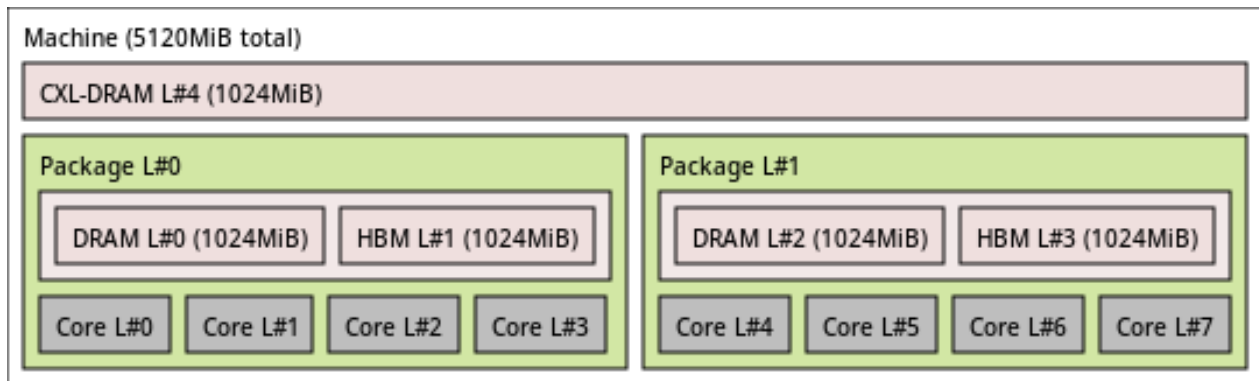 Machine (5120MiB total)
CXL-DRAM L#4 (1024MiB)
Package L#0
DRAM L#0 (1024MiB)
HBM L#1 (1024MiB)
Core L#0
Core L#1
Core L#2
Core L#3
Package L#1
DRAM L#2 (1024MiB)
HBM L#3 (1024MiB)
Core L#4
Core L#5
Core L#6
Core L#7